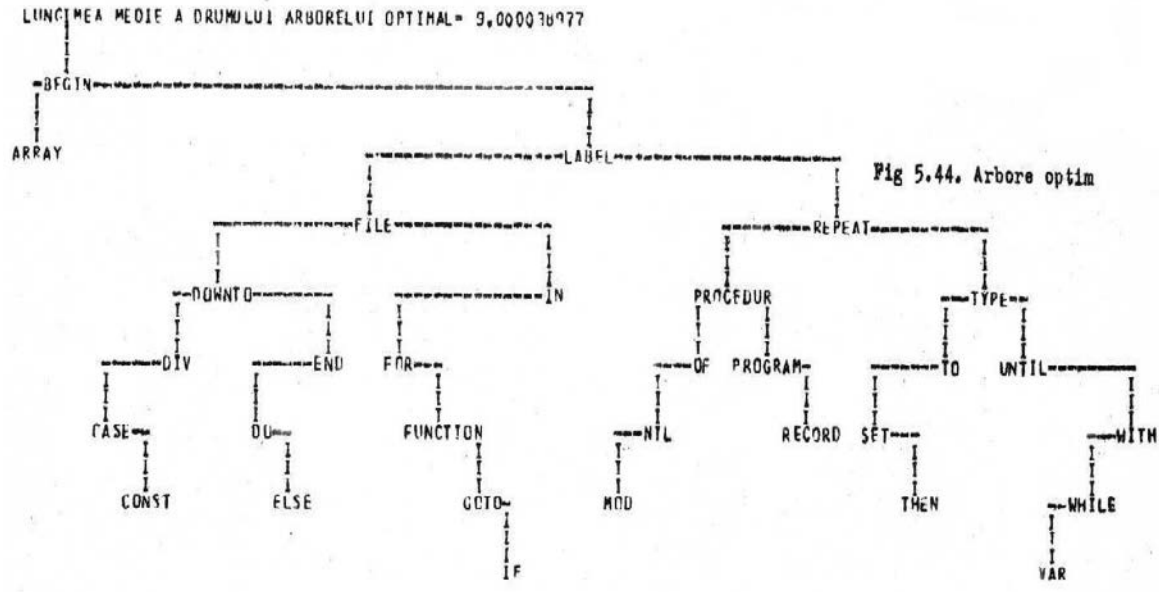 LUNGIMEA MEDIE A DRUMULUI ARBORELUI OPTIMAL=
BEGIN
ARRAY LABEL
Fig 5.44. Arbore optim
FILE REPEAT
DOWNTO IN PROCEDUR TYPE
DIV END FOR OF PROGRAM TO UNTIL
CASE DO FUNCTION NIL RECORD SET WITH
CONST ELSE GOTO MOD THEN WHILE
IF VAR